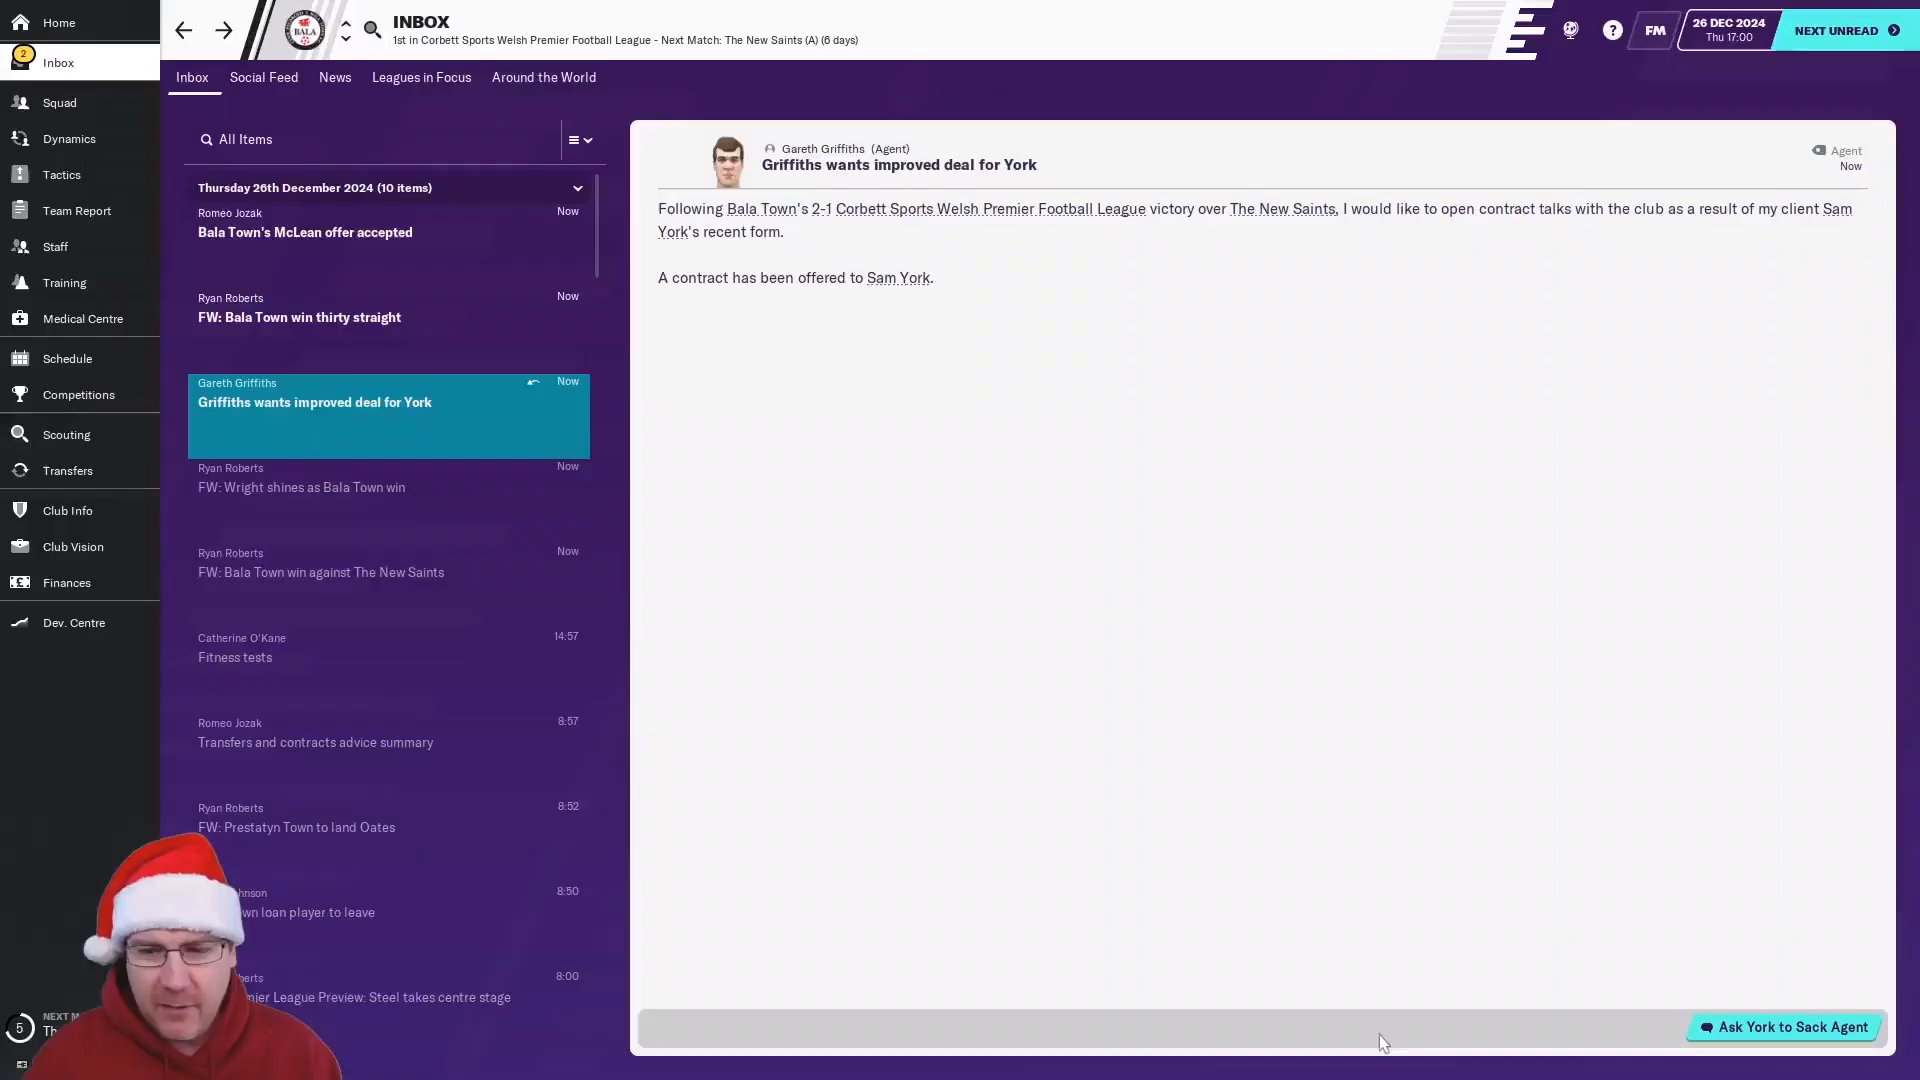 Home
2
Inbox
Squad
Dynamics
Tactics
Team Report
Staff
Training
Medical Centre
Schedule
Competitions
Scouting
Transfers
Club Info
Club Vision
Finances
Dev. Centre
5
NEXT M
Th
BALA
INBOX
1st in Corbett Sports Welsh Premier Football League - Next Match: The New Saints (A) (6 days)
?
FM
26 DEC 2024
Thu 17:00
NEXT UNREAD
Inbox Social Feed News Leagues in Focus Around the World
All Items
Thursday 26th December 2024 (10 items)
Romeo Jozak Now
Bala Town's McLean offer accepted
Ryan Roberts Now
FW: Bala Town win thirty straight
Gareth Griffiths Now
Griffiths wants improved deal for York
Ryan Roberts Now
FW: Wright shines as Bala Town win
Ryan Roberts Now
FW: Bala Town win against The New Saints
Catherine O'Kane 14:57
Fitness tests
Romeo Jozak 8:57
Transfers and contracts advice summary
Ryan Roberts 8:52
FW: Prestatyn Town to land Oates
hnson 8:50
wn loan player to leave
berts 8:00
mier League Preview: Steel takes centre stage
Gareth Griffiths (Agent)
Griffiths wants improved deal for York
Agent
Now
Following Bala Town's 2-1 Corbett Sports Welsh Premier Football League victory over The New Saints, I would like to open contract talks with the club as a result of my client Sam
York's recent form.
A contract has been offered to Sam York.
Ask York to Sack Agent